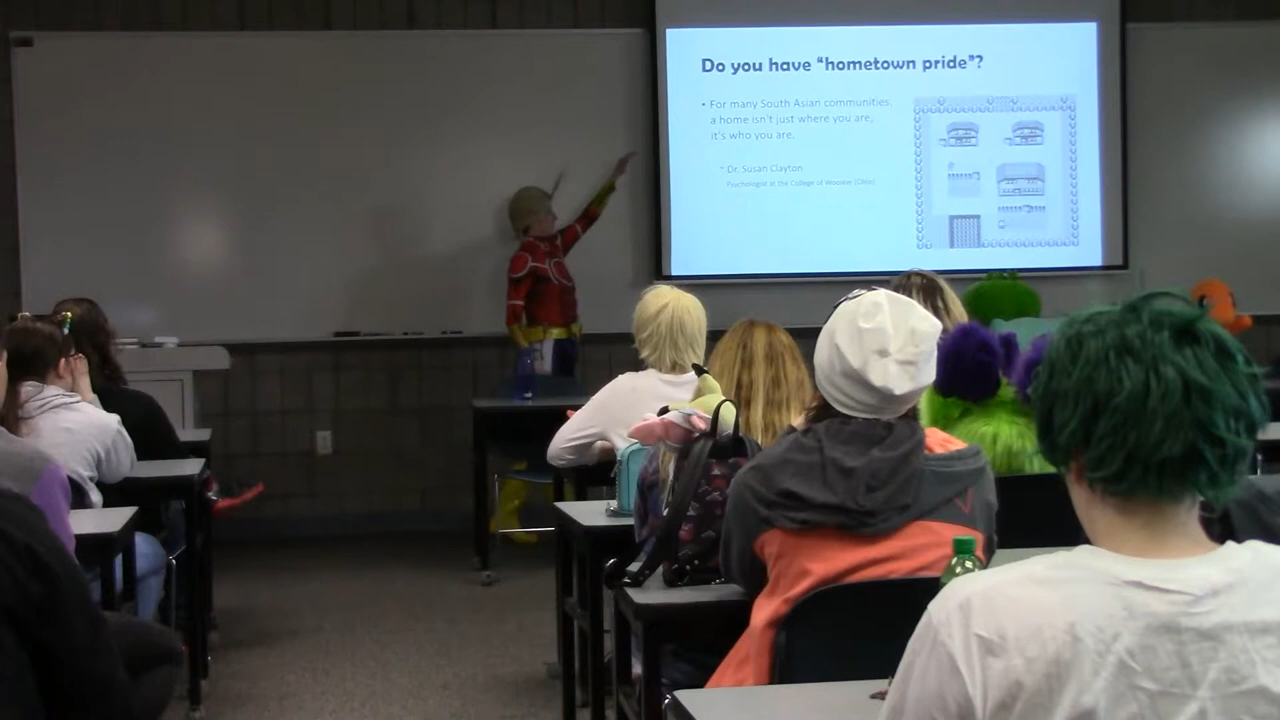 Do you have “hometown pride”?
• For many South Asian communities,
a home isn't just where you are,
it's who you are.
~ Dr. Susan Clayton
Psychologist at the College of Wooster (Ohio)